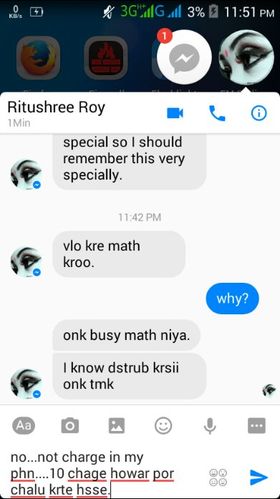 0
KB/s
3G H+ G 3% 11:51 PM
1
Ritushree Roy
1Min
special so I should
remember this very
specially.
11:42 PM
vlo kre math
kroo.
why?
onk busy math niya.
I know dstrub krsii
onk tmk
Aa
no...not charge in my
phn....10 chage howar por
chalu krte hsse.